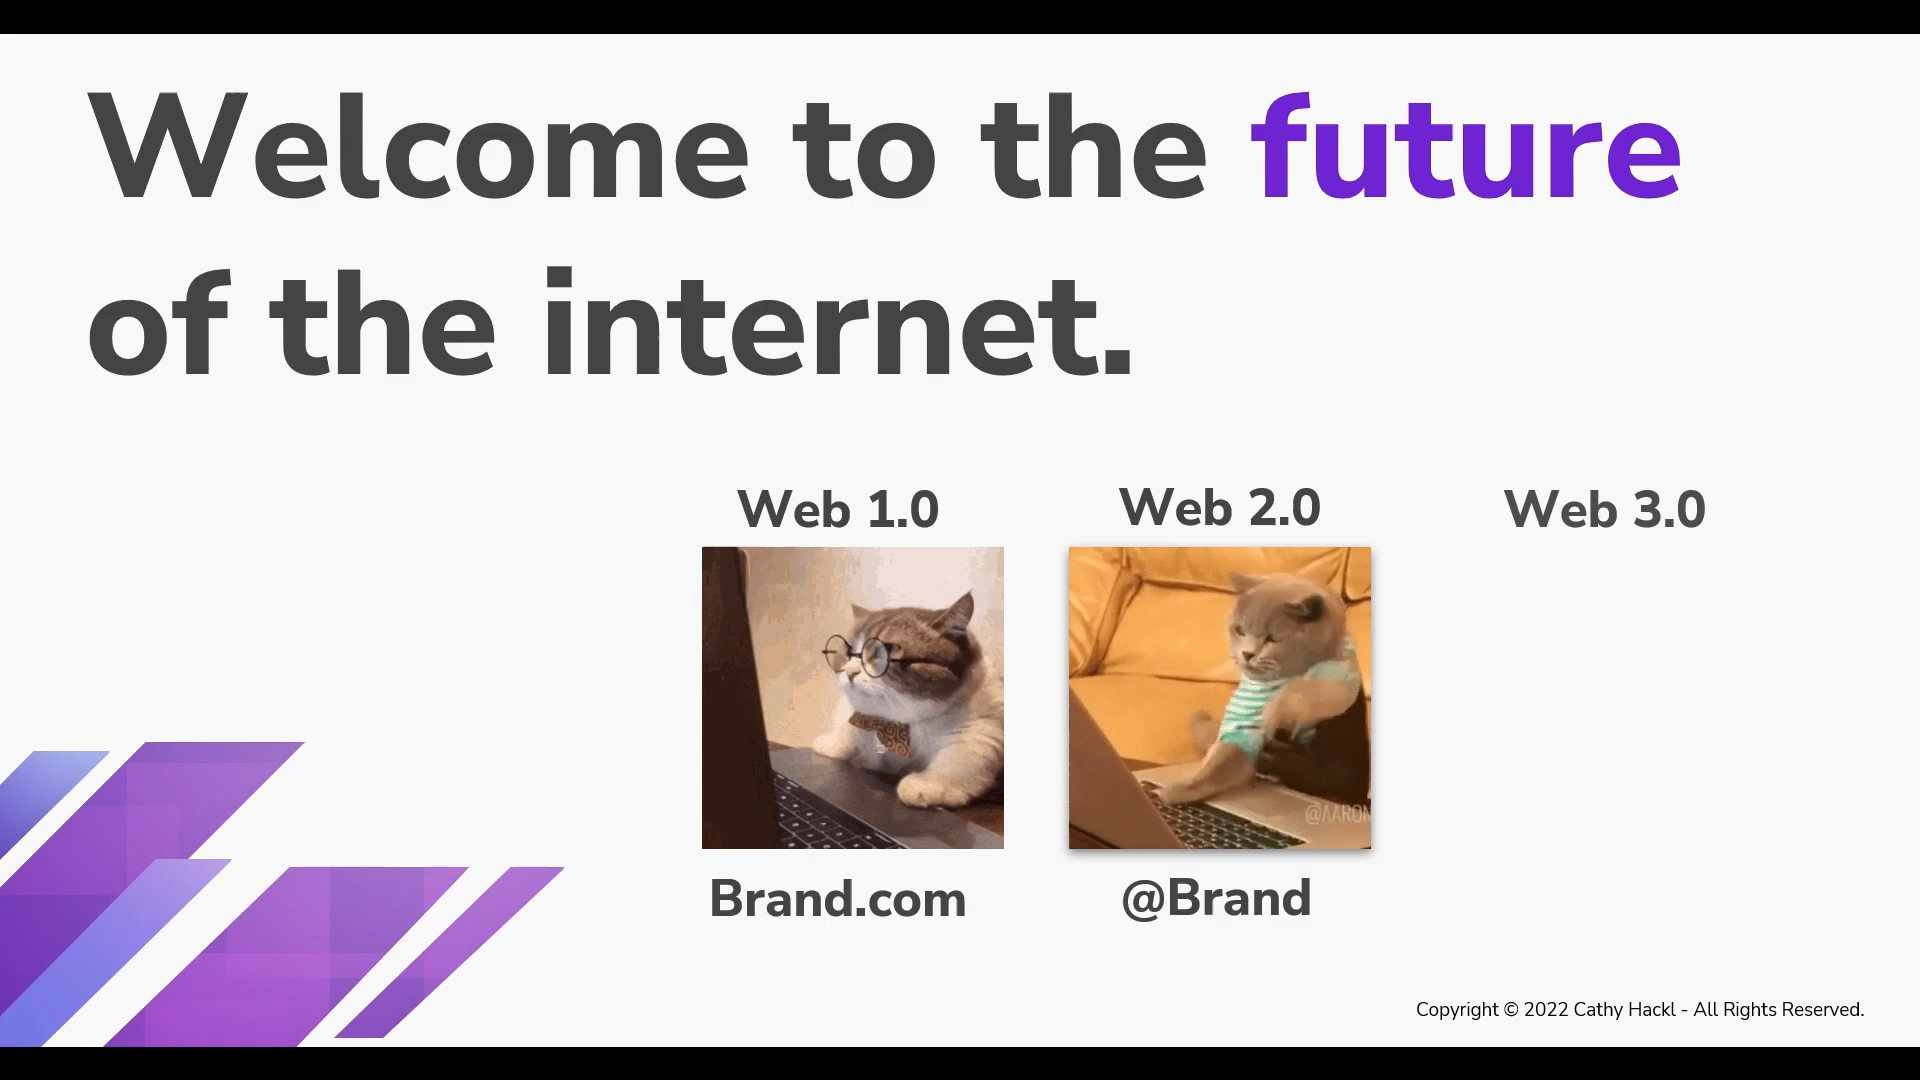 Welcome to the future
of the internet.
Web 1.0 Web 2.0 Web 3.0
@AARON
Brand.com @Brand
Copyright © 2022 Cathy Hackl - All Rights Reserved.